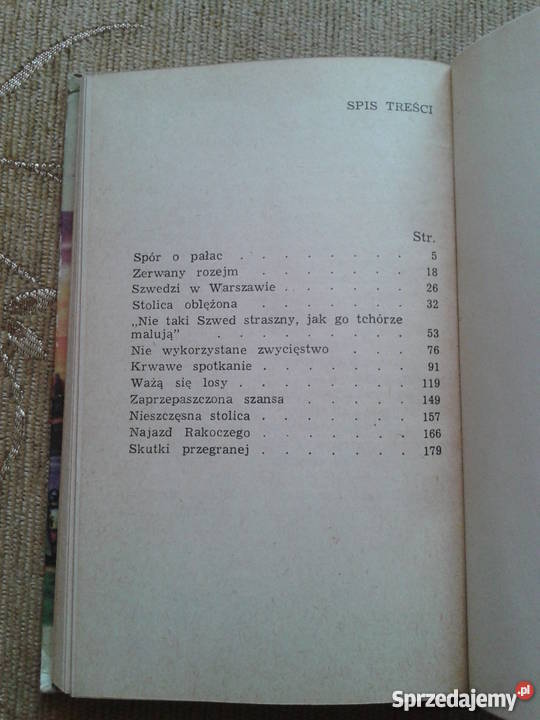 SPIS TREŚCI
Str.
Spór o pałac . . . . . . . 5
Zerwany rozejm . . . . . . 18
Szwedzi w Warszawie . . . . . 26
Stolica oblężona . . . . . . 32
„Nie taki Szwed straszny, jak go tchórze
malują” . . . . . . . 53
Nie wykorzystane zwycięstwo . . . 76
Krwawe spotkanie . . . . . . 91
Ważą się losy . . . . . . 119
Zaprzepaszczona szansa . . . . . 149
Nieszczęsna stolica . . . . . . 157
Najazd Rakoczego . . . . . . 166
Skutki przegranej . . . . . . 179
Sprzedajemy.pl